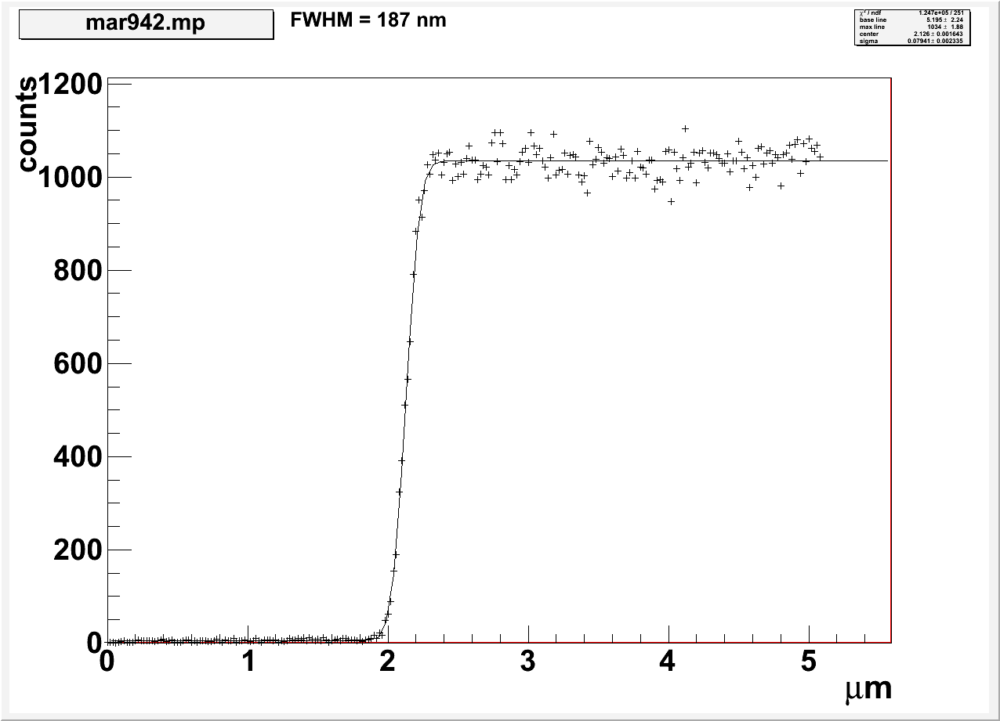 mar942.mp
FWHM = 187 nm
χ² / ndf 1.247e+05 / 251
base line 5.195 ± 2.24
max line 1034 ± 1.88
center 2.126 ± 0.001643
sigma 0.07941 ± 0.002335
counts
1200
1000
800
600
400
200
0
0 1 2 3 4 5
μm